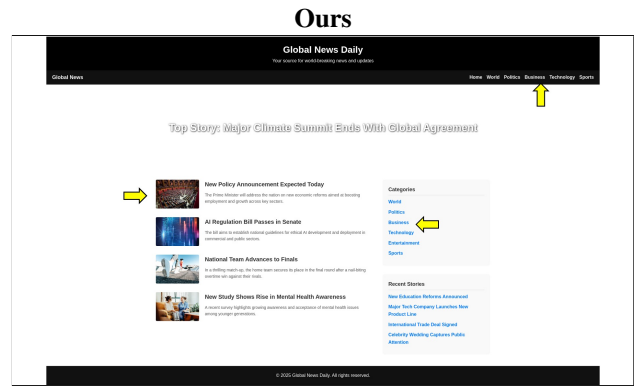 Ours
Global News Daily
Your source for world-breaking news and updates
Global News
Home World Politics Business Technology Sports
Top Story: Major Climate Summit Ends With Global Agreement
New Policy Announcement Expected Today
The Prime Minister will address the nation on new economic reforms aimed at boosting
employment and growth across key sectors.
AI Regulation Bill Passes in Senate
The bill aims to establish national guidelines for ethical AI development and deployment in
commercial and public sectors.
National Team Advances to Finals
In a thrilling match-up, the home team secures its place in the final round after a nail-biting
overtime win against their rivals.
New Study Shows Rise in Mental Health Awareness
A recent survey highlights growing awareness and acceptance of mental health issues
among younger generations.
Categories
World
Politics
Business
Technology
Entertainment
Sports
Recent Stories
New Education Reforms Announced
Major Tech Company Launches New
Product Line
International Trade Deal Signed
Celebrity Wedding Captures Public
Attention
© 2025 Global News Daily. All rights reserved.